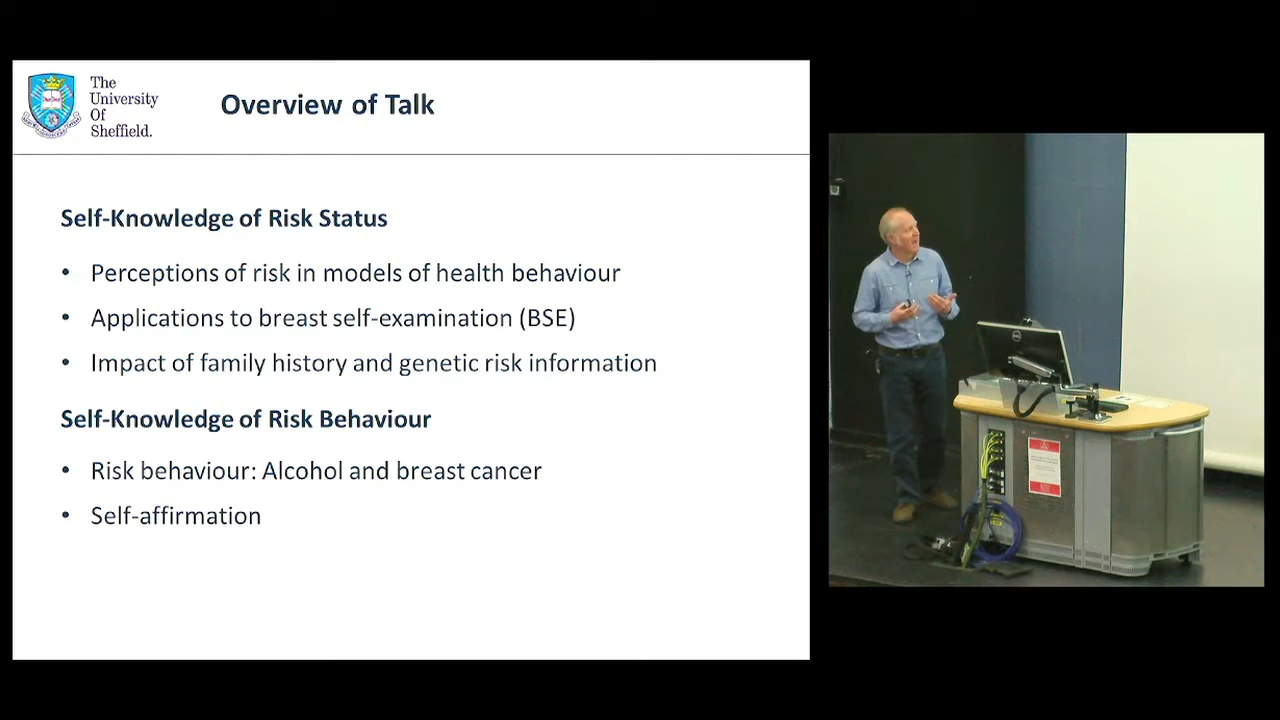 The
University
Of
Sheffield.
Overview of Talk
Self-Knowledge of Risk Status
• Perceptions of risk in models of health behaviour
• Applications to breast self-examination (BSE)
• Impact of family history and genetic risk information
Self-Knowledge of Risk Behaviour
• Risk behaviour: Alcohol and breast cancer
• Self-affirmation